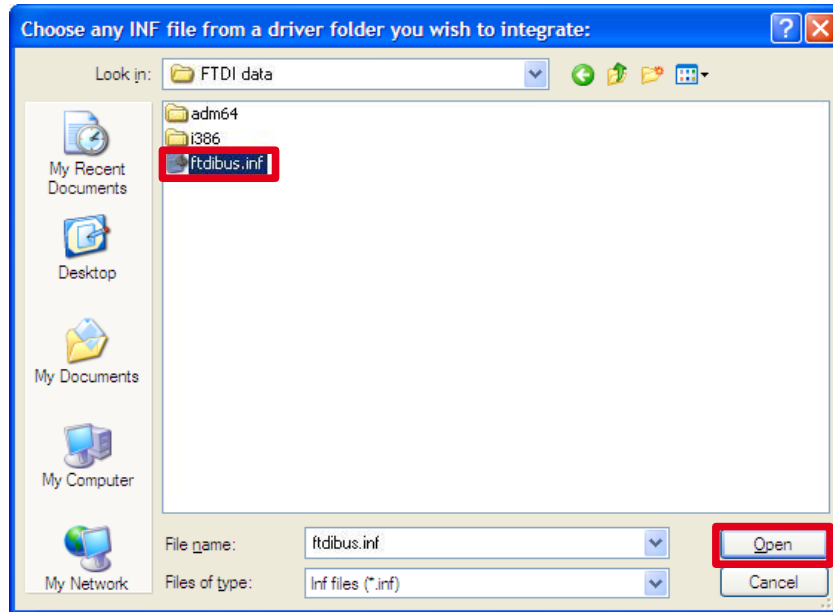 Choose any INF file from a driver folder you wish to integrate:
Look in:
FTDI data
adm64
i386
ftdibus.inf
My Recent
Documents
Desktop
My Documents
My Computer
My Network
File name:
ftdibus.inf
Open
Files of type:
Inf files (*.inf)
Cancel